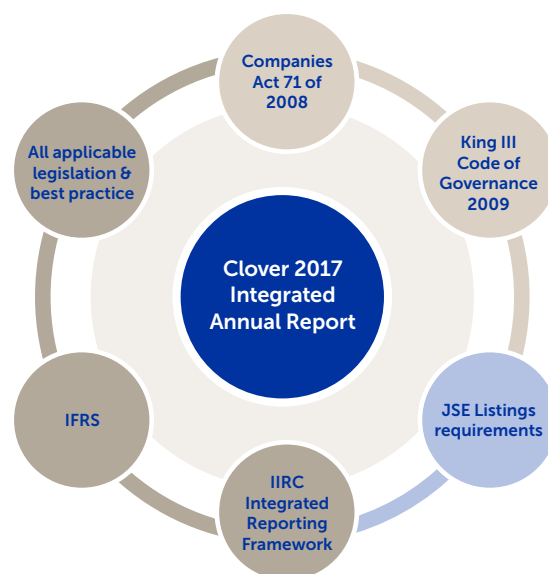 Companies
Act 71 of
2008
King III
Code of
Governance
2009
All applicable
legislation &
best practice
Clover 2017
Integrated
Annual Report
IFRS
JSE Listings
requirements
IIRC
Integrated
Reporting
Framework